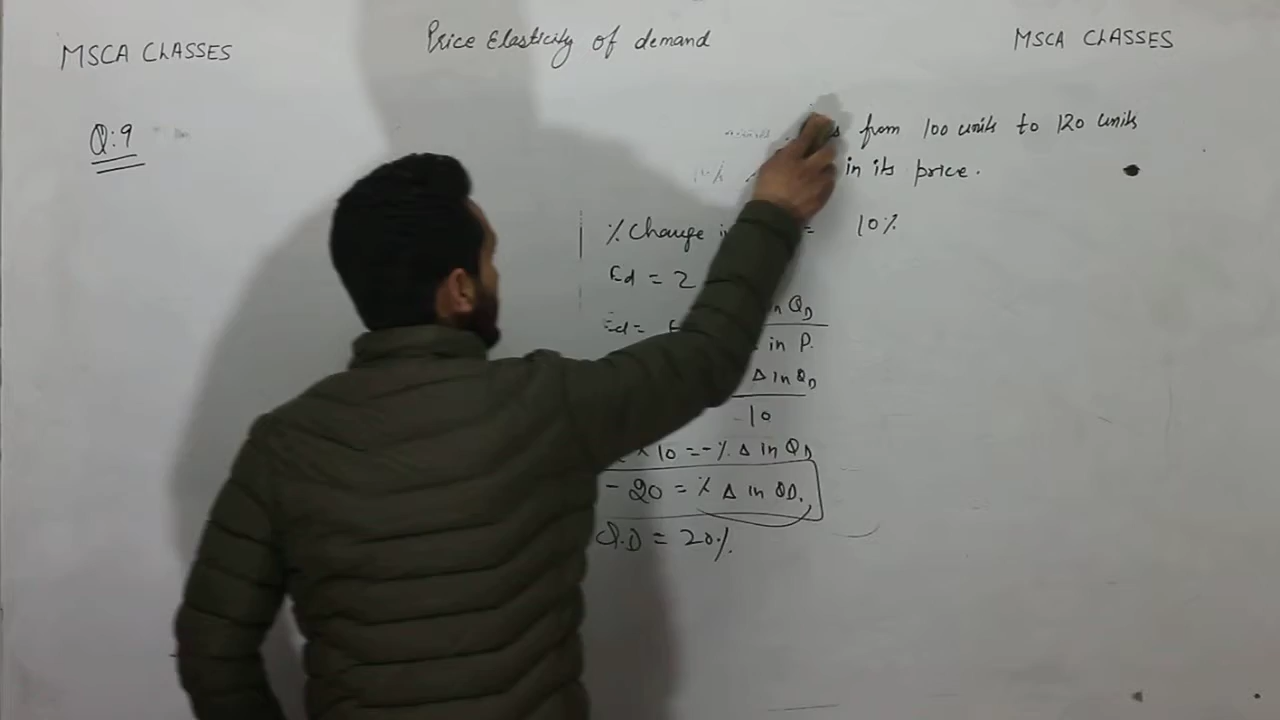 MSCA CLASSES
Price Elasticity of demand
MSCA CLASSES
Q:9
from 100 units to 120 units
in its price.
% Change = 10%
Ed = 2
in QD
Ed =
in P.
Δ in QD
10
× 10 = -% Δ in QD
- 20 = % Δ in QD.
Q.D = 20%.